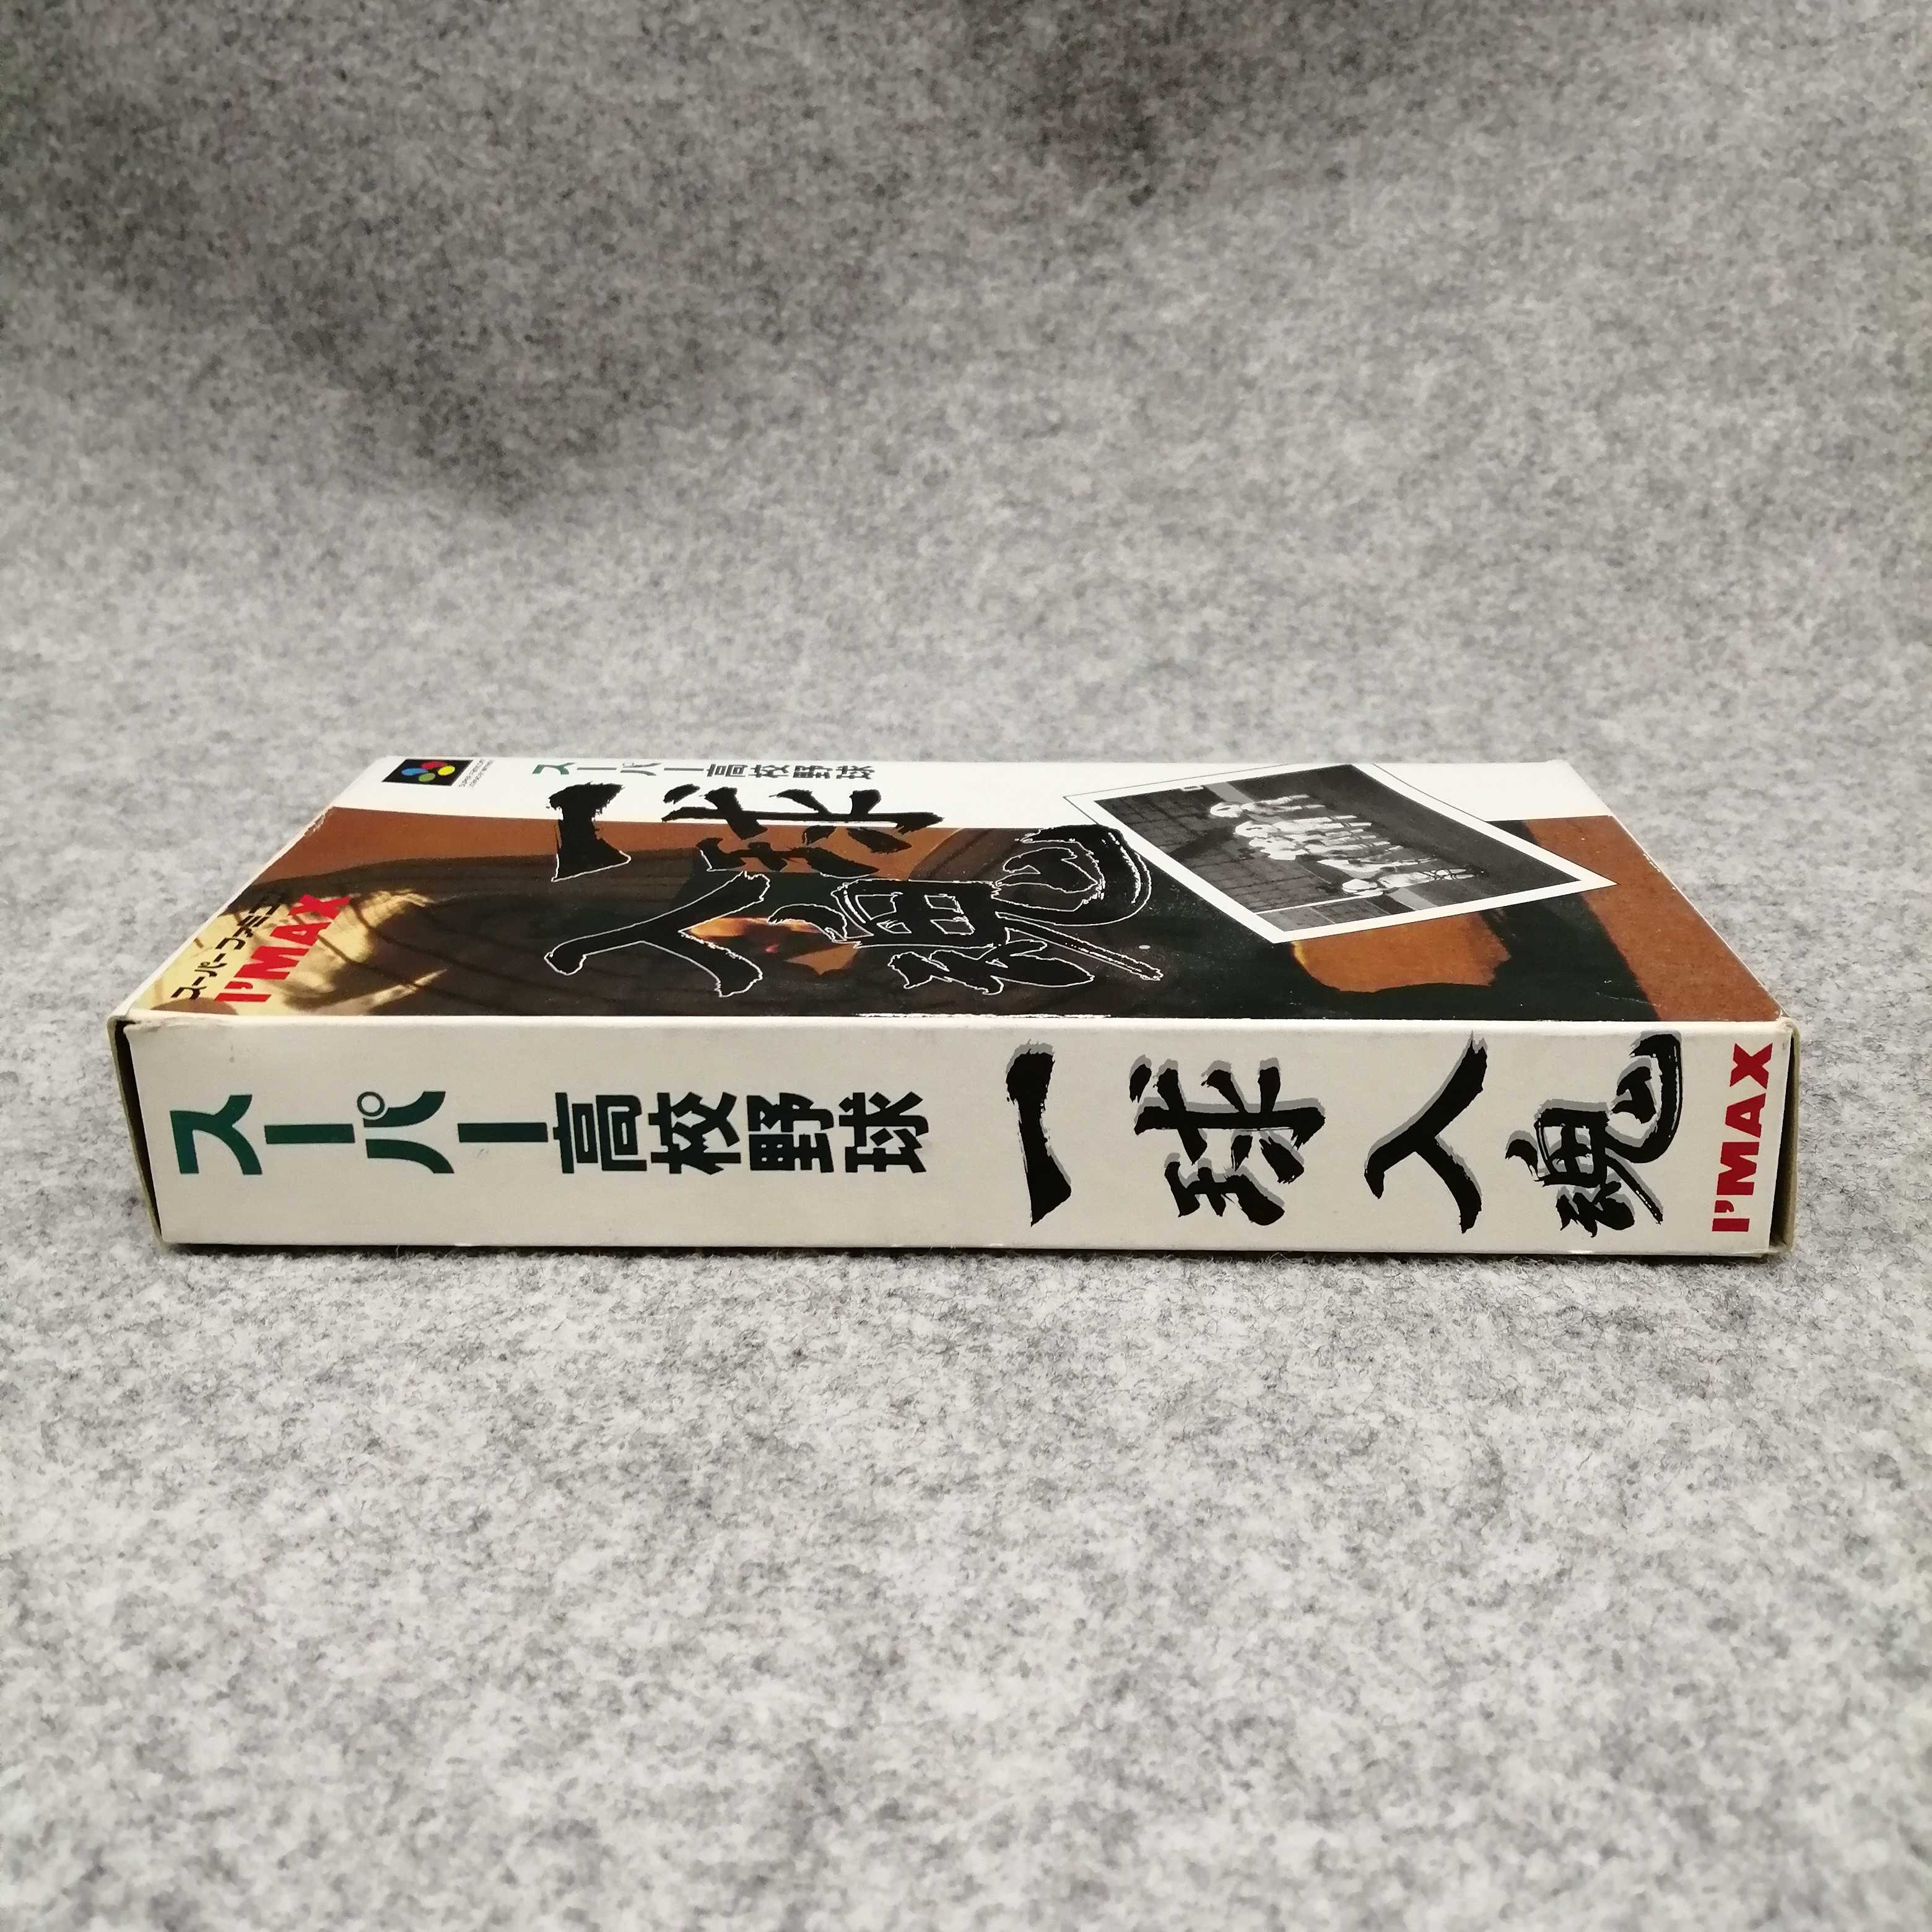 スーパー高校野球
一球
入魂
スーパーファミコン
I'MAX
スーパー高校野球 一球入魂 I'MAX